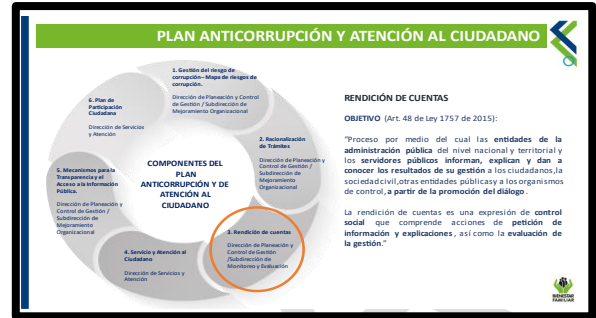 PLAN ANTICORRUPCIÓN Y ATENCIÓN AL CIUDADANO
1. Gestión del riesgo de
corrupción– Mapa de riesgos de
corrupción.
Dirección de Planeación y Control
de Gestión / Subdirección de
Mejoramiento Organizacional
2. Racionalización
de Trámites
Dirección de Planeación y
Control de Gestión /
Subdirección de
Mejoramiento
Organizacional
3. Rendición de cuentas
Dirección de Planeación y
Control de Gestión
/Subdirección de
Monitoreo y Evaluación
4. Servicio y Atención al
Ciudadano
Dirección de Servicios y
Atención
5. Mecanismos para la
Transparencia y el
Acceso a la Información
Pública.
Dirección de Planeación y
Control de Gestión /
Subdirección de
Mejoramiento
Organizacional
6. Plan de
Participación
Ciudadana
Dirección de Servicios
y Atención
COMPONENTES DEL
PLAN
ANTICORRUPCIÓN Y DE
ATENCIÓN AL
CIUDADANO
RENDICIÓN DE CUENTAS
OBJETIVO (Art. 48 de Ley 1757 de 2015):
"Proceso por medio del cual las entidades de la
administración pública del nivel nacional y territorial y
los servidores públicos informan, explican y dan a
conocer los resultados de su gestión a los ciudadanos, la
sociedad civil, otras entidades públicas y a los organismos
de control, a partir de la promoción del diálogo.
La rendición de cuentas es una expresión de control
social que comprende acciones de petición de
información y explicaciones, así como la evaluación de
la gestión."
BIENESTAR
FAMILIAR